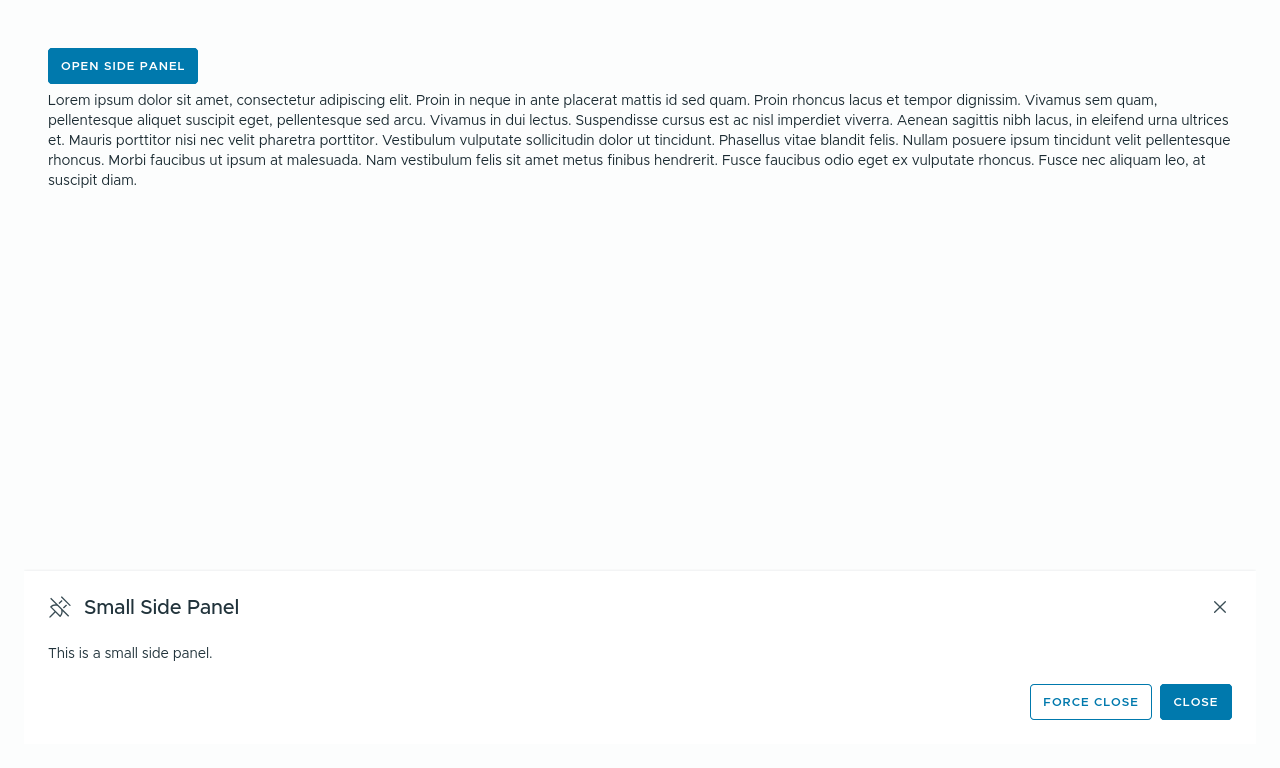 OPEN SIDE PANEL
Lorem ipsum dolor sit amet, consectetur adipiscing elit. Proin in neque in ante placerat mattis id sed quam. Proin rhoncus lacus et tempor dignissim. Vivamus sem quam,
pellentesque aliquet suscipit eget, pellentesque sed arcu. Vivamus in dui lectus. Suspendisse cursus est ac nisl imperdiet viverra. Aenean sagittis nibh lacus, in eleifend urna ultrices
et. Mauris porttitor nisi nec velit pharetra porttitor. Vestibulum vulputate sollicitudin dolor ut tincidunt. Phasellus vitae blandit felis. Nullam posuere ipsum tincidunt velit pellentesque
rhoncus. Morbi faucibus ut ipsum at malesuada. Nam vestibulum felis sit amet metus finibus hendrerit. Fusce faucibus odio eget ex vulputate rhoncus. Fusce nec aliquam leo, at
suscipit diam.
Small Side Panel
This is a small side panel.
FORCE CLOSE
CLOSE